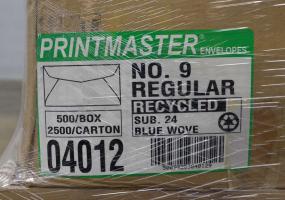 PRINTMASTER® ENVELOPES
NO. 9
REGULAR
RECYCLED
500/BOX
2500/CARTON
SUB. 24
BLUE WOVE
04012